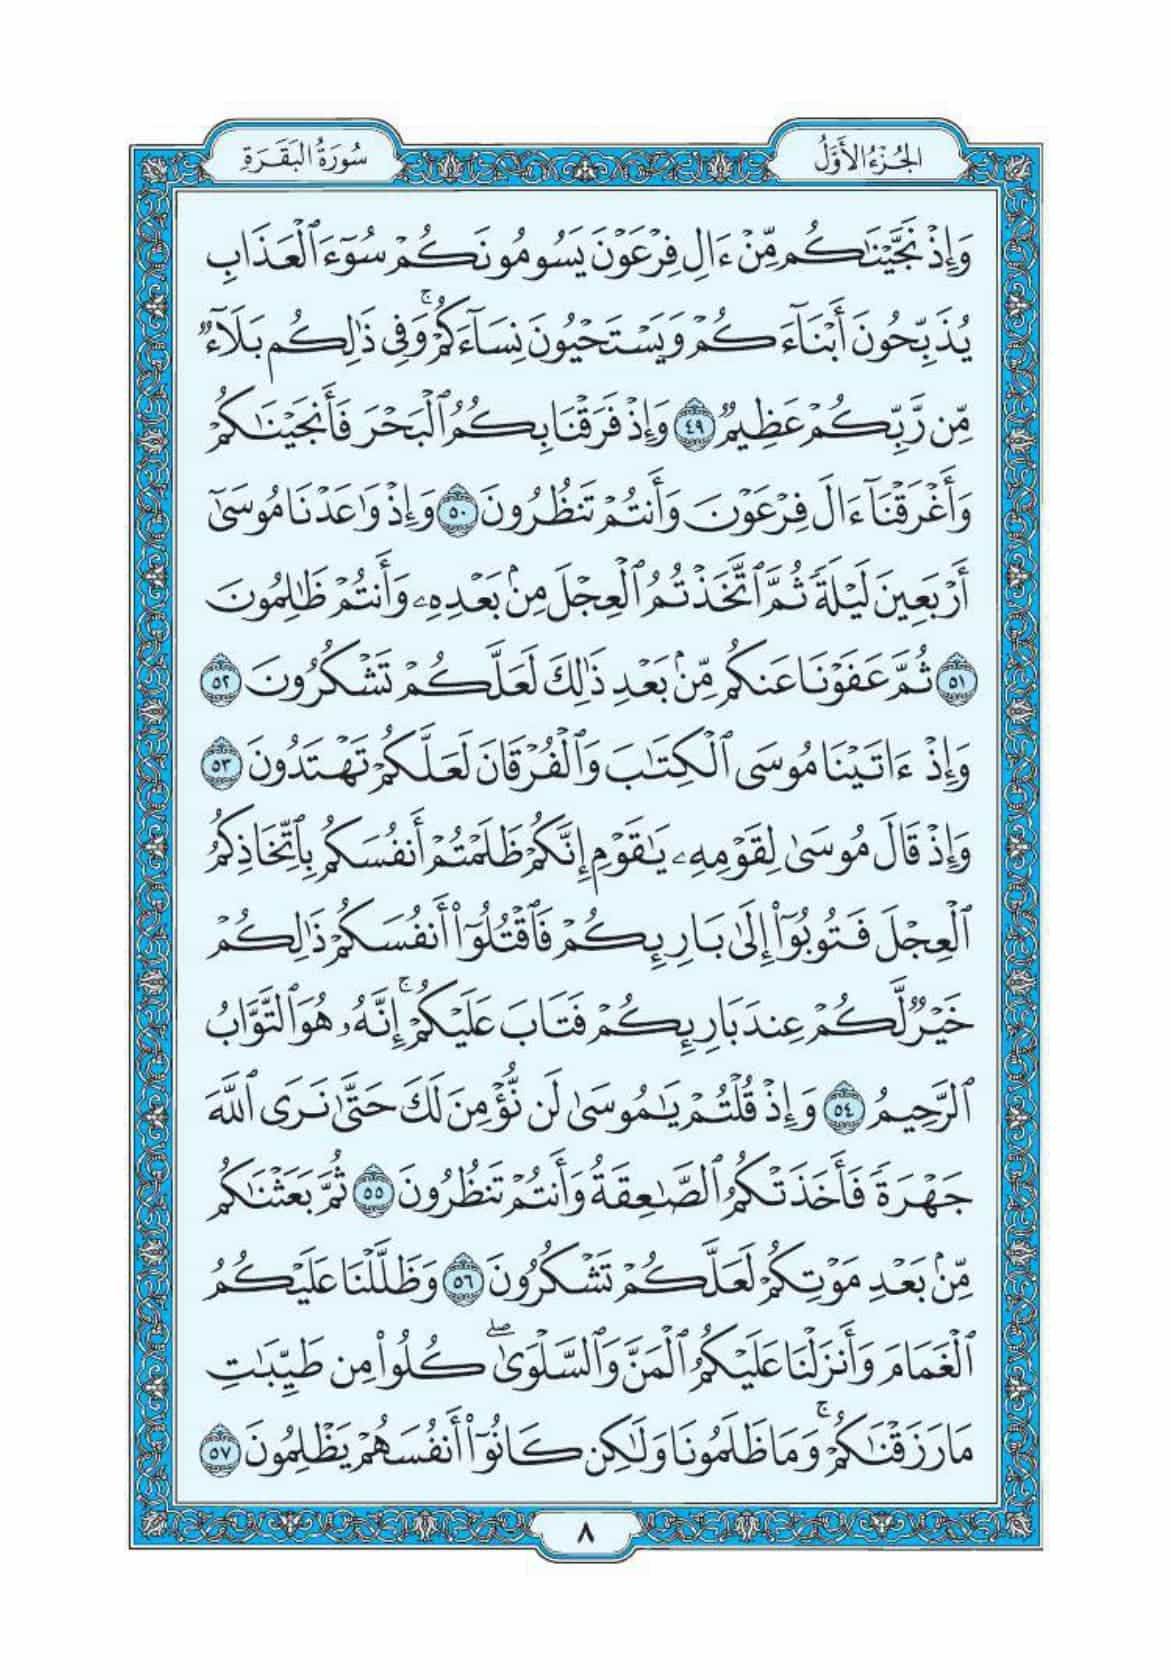 الجُزْءُ الأَوَّلُ
سُورَةُ البَقَرَةِ
وَإِذْ نَجَّيْنَٰكُم مِّنْ ءَالِ فِرْعَوْنَ يَسُومُونَكُمْ سُوٓءَ ٱلْعَذَابِ
يُذَبِّحُونَ أَبْنَآءَكُمْ وَيَسْتَحْيُونَ نِسَآءَكُمْ ۚ وَفِى ذَٰلِكُم بَلَآءٌ
مِّن رَّبِّكُمْ عَظِيمٌ ٤٩ وَإِذْ فَرَقْنَا بِكُمُ ٱلْبَحْرَ فَأَنجَيْنَٰكُمْ
وَأَغْرَقْنَآ ءَالَ فِرْعَوْنَ وَأَنتُمْ تَنظُرُونَ ٥٠ وَإِذْ وَٰعَدْنَا مُوسَىٰٓ
أَرْبَعِينَ لَيْلَةً ثُمَّ ٱتَّخَذْتُمُ ٱلْعِجْلَ مِنۢ بَعْدِهِۦ وَأَنتُمْ ظَٰلِمُونَ
٥١ ثُمَّ عَفَوْنَا عَنكُم مِّنۢ بَعْدِ ذَٰلِكَ لَعَلَّكُمْ تَشْكُرُونَ ٥٢
وَإِذْ ءَاتَيْنَا مُوسَى ٱلْكِتَٰبَ وَٱلْفُرْقَانَ لَعَلَّكُمْ تَهْتَدُونَ ٥٣
وَإِذْ قَالَ مُوسَىٰ لِقَوْمِهِۦ يَٰقَوْمِ إِنَّكُمْ ظَلَمْتُمْ أَنفُسَكُم بِٱتِّخَاذِكُمُ
ٱلْعِجْلَ فَتُوبُوٓا۟ إِلَىٰ بَارِئِكُمْ فَٱقْتُلُوٓا۟ أَنفُسَكُمْ ذَٰلِكُمْ
خَيْرٌ لَّكُمْ عِندَ بَارِئِكُمْ فَتَابَ عَلَيْكُمْ ۚ إِنَّهُۥ هُوَ ٱلتَّوَّابُ
ٱلرَّحِيمُ ٥٤ وَإِذْ قُلْتُمْ يَٰمُوسَىٰ لَن نُّؤْمِنَ لَكَ حَتَّىٰ نَرَى ٱللَّهَ
جَهْرَةً فَأَخَذَتْكُمُ ٱلصَّٰعِقَةُ وَأَنتُمْ تَنظُرُونَ ٥٥ ثُمَّ بَعَثْنَٰكُم
مِّنۢ بَعْدِ مَوْتِكُمْ لَعَلَّكُمْ تَشْكُرُونَ ٥٦ وَظَلَّلْنَا عَلَيْكُمُ
ٱلْغَمَامَ وَأَنزَلْنَا عَلَيْكُمُ ٱلْمَنَّ وَٱلسَّلْوَىٰ ۖ كُلُوا۟ مِن طَيِّبَٰتِ
مَا رَزَقْنَٰكُمْ ۚ وَمَا ظَلَمُونَا وَلَٰكِن كَانُوٓا۟ أَنفُسَهُمْ يَظْلِمُونَ ٥٧
٨